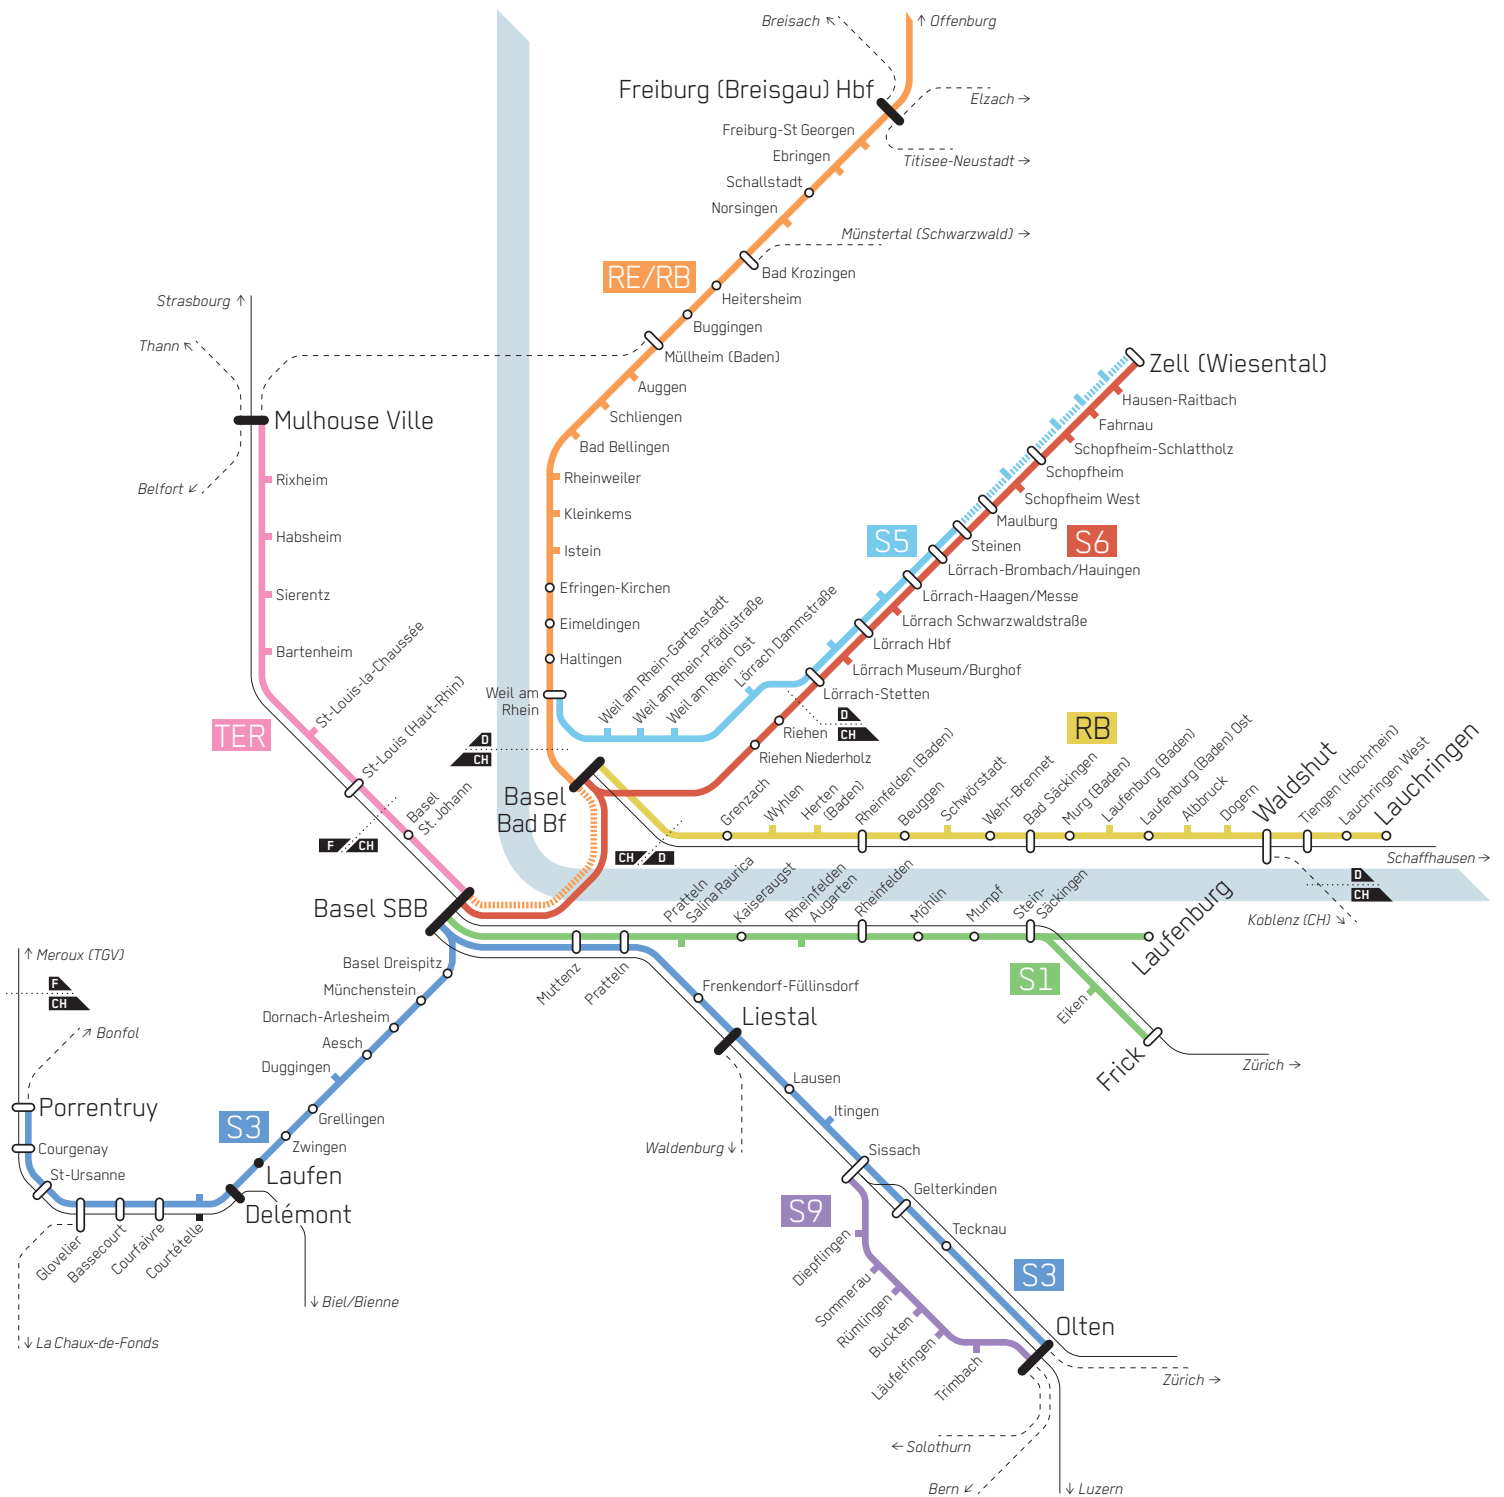 Breisach ↖
↑ Offenburg
Freiburg (Breisgau) Hbf
Elzach →
Freiburg-St Georgen
Ebringen
Titisee-Neustadt →
Schallstadt
Norsingen
Münstertal (Schwarzwald) →
RE/RB
Bad Krozingen
Heitersheim
Buggingen
Müllheim (Baden)
Auggen
Schliengen
Bad Bellingen
Rheinweiler
Kleinkems
Istein
Efringen-Kirchen
Eimeldingen
Haltingen
Weil am
Rhein
Strasbourg ↑
Thann ↖
Mulhouse Ville
Belfort ↙
Rixheim
Habsheim
Sierentz
Bartenheim
St-Louis-la-Chaussée
St-Louis (Haut-Rhin)
TER
Basel
St. Johann
F
CH
D
CH
Zell (Wiesental)
Hausen-Raitbach
Fahrnau
Schopfheim-Schlattholz
Schopfheim
Schopfheim West
Maulburg
Steinen
S5
S6
Lörrach-Brombach/Hauingen
Lörrach-Haagen/Messe
Lörrach Schwarzwaldstraße
Lörrach Hbf
Lörrach Museum/Burghof
Lörrach-Stetten
Weil am Rhein-Gartenstadt
Weil am Rhein-Pfädlistraße
Weil am Rhein Ost
Lörrach Dammstraße
D
CH
Riehen
Riehen Niederholz
Basel
Bad Bf
CH
D
RB
Grenzach
Wyhlen
Herten
(Baden)
Rheinfelden (Baden)
Beuggen
Schwörstadt
Wehr-Brennet
Bad Säckingen
Murg (Baden)
Laufenburg (Baden)
Laufenburg (Baden) Ost
Albbruck
Dogern
Waldshut
Tiengen (Hochrhein)
Lauchringen West
Lauchringen
Schaffhausen →
D
CH
Koblenz (CH) ↘
Basel SBB
Muttenz
Pratteln
Pratteln
Salina Raurica
Kaiseraugst
Rheinfelden
Augarten
Rheinfelden
Möhlin
Mumpf
Stein-
Säckingen
Laufenburg
S1
Eiken
Frick
Zürich →
↑ Meroux (TGV)
F
CH
↗ Bonfol
Basel Dreispitz
Münchenstein
Dornach-Arlesheim
Aesch
Duggingen
Grellingen
Zwingen
S3
Laufen
Delémont
Porrentruy
Courgenay
St-Ursanne
Glovelier
Bassecourt
Courfaivre
Courtételle
↓ Biel/Bienne
↓ La Chaux-de-Fonds
Frenkendorf-Füllinsdorf
Liestal
Lausen
Itingen
Waldenburg ↓
Sissach
Gelterkinden
Tecknau
S9
S3
Diepflingen
Sommerau
Rümlingen
Buckten
Läufelfingen
Trimbach
Olten
Zürich →
← Solothurn
Bern ↙
↓ Luzern